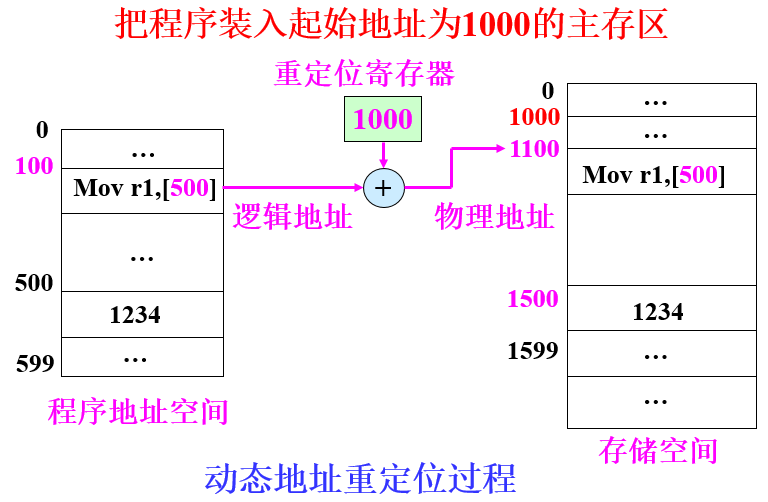 把程序装入起始地址为1000的主存区
重定位寄存器
1000
+
逻辑地址
物理地址
0
100
500
599
…
Mov r1,[500]
…
1234
…
程序地址空间
0
1000
1100
1500
1599
…
…
Mov r1,[500]
1234
…
…
存储空间
动态地址重定位过程